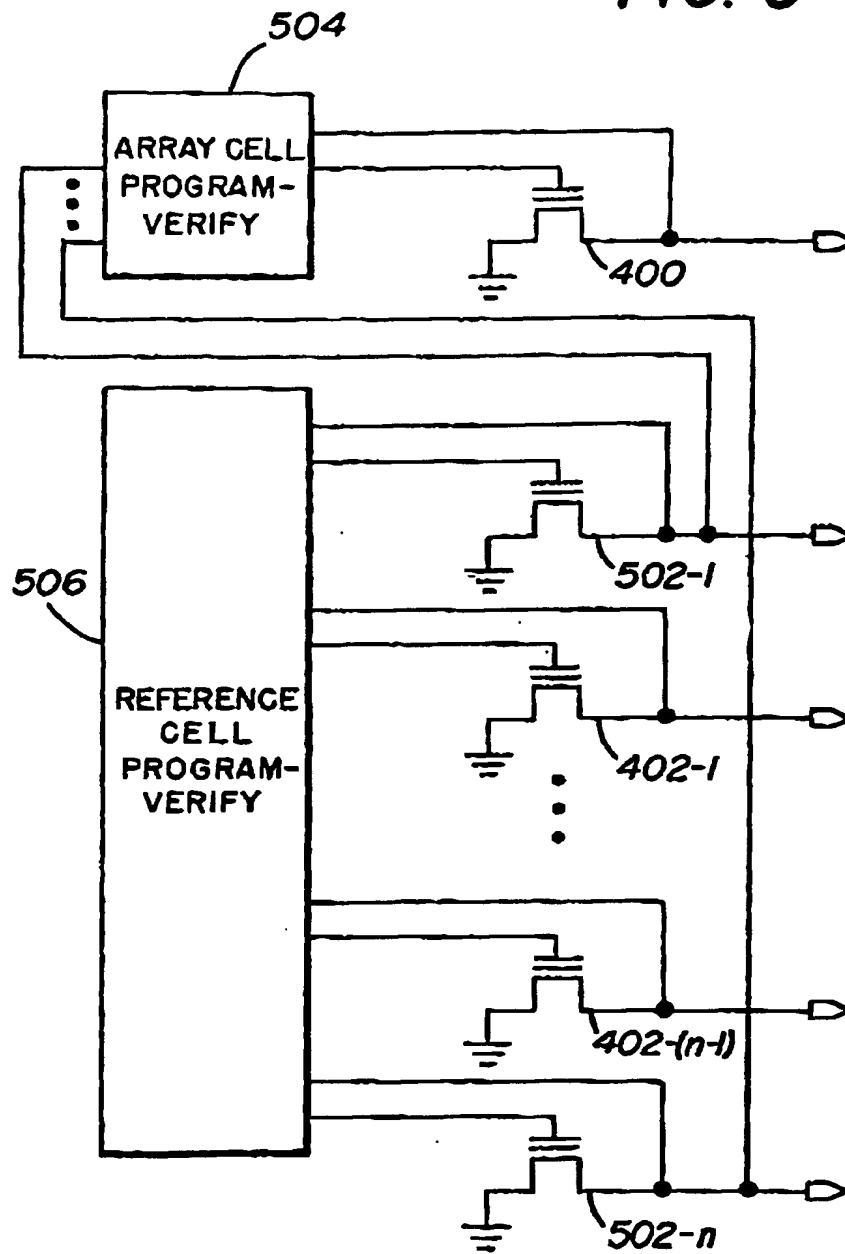 504
ARRAY CELL
PROGRAM-
VERIFY
400
502-1
506
402-1
REFERENCE
CELL
PROGRAM-
VERIFY
402-(n-1)
502-n